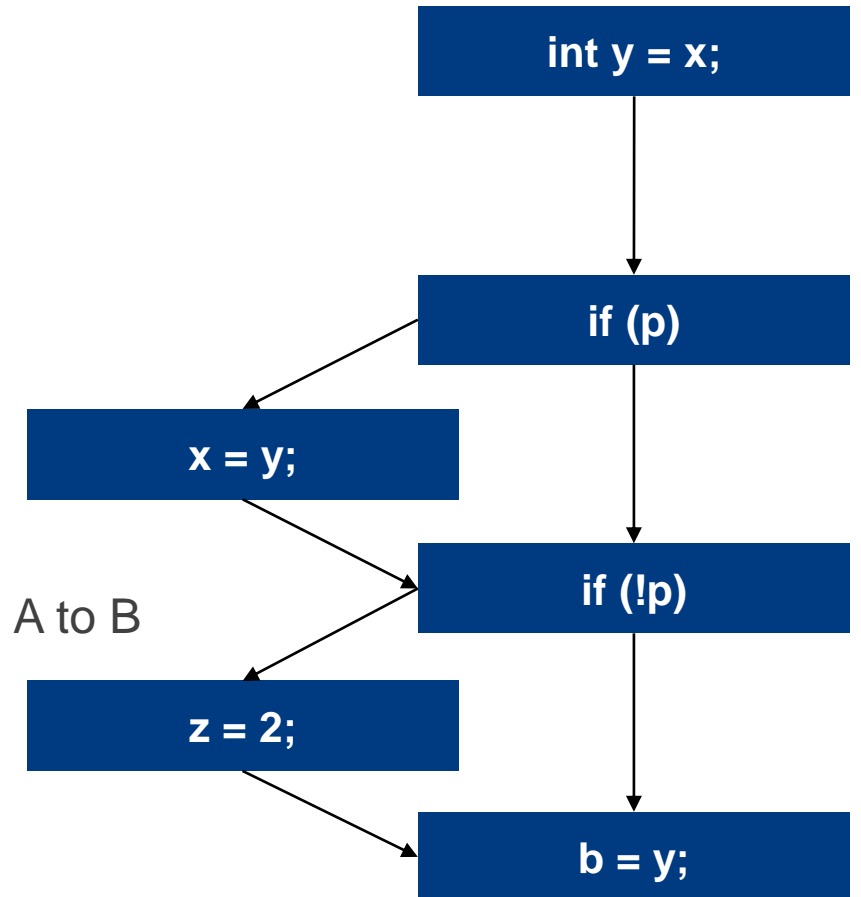 int y = x;
if (p)
x = y;
if (!p)
A to B
z = 2;
b = y;